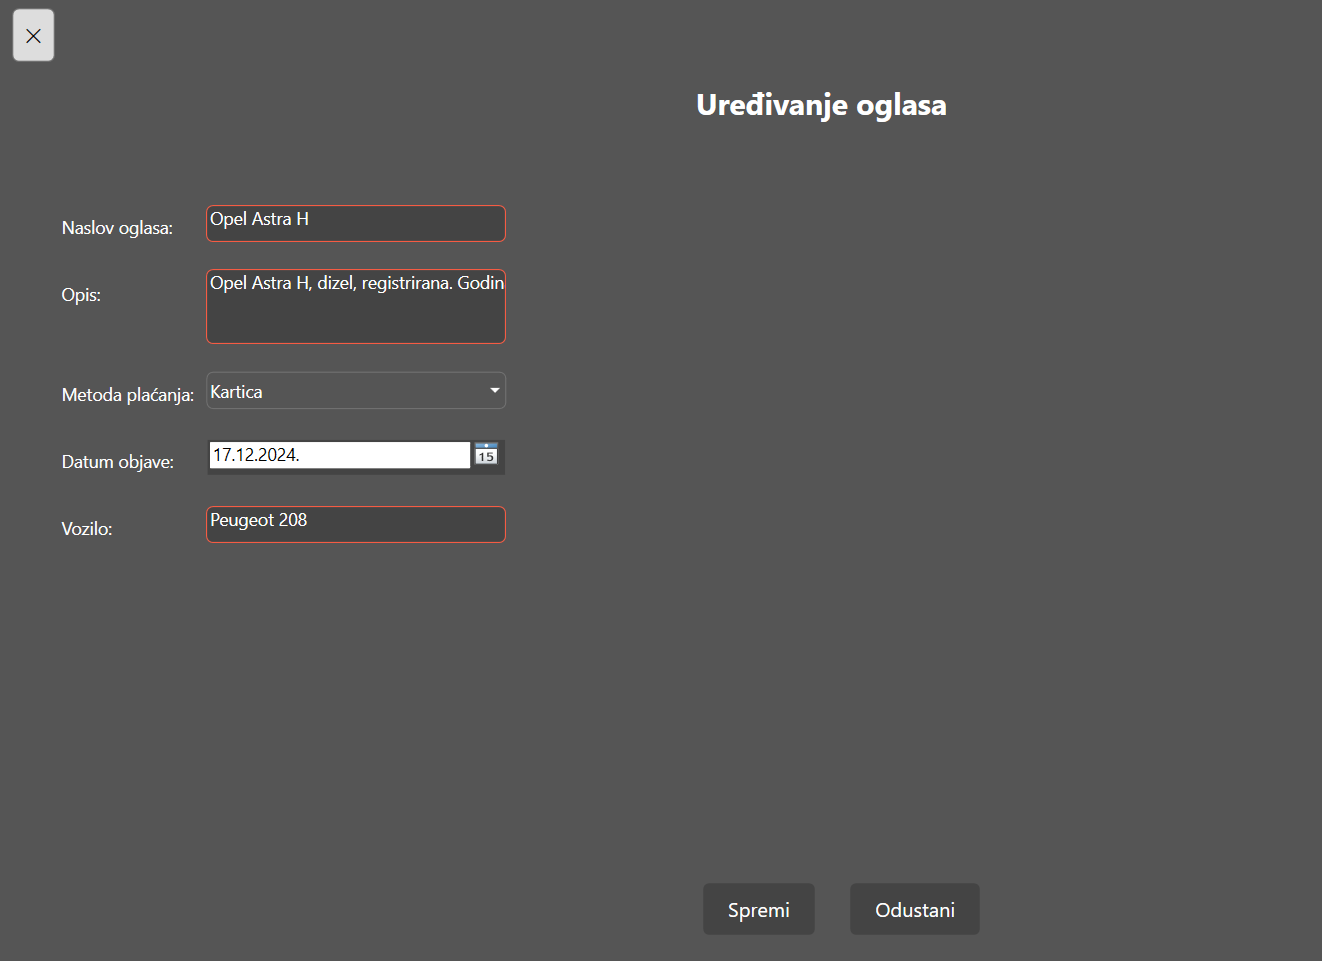 Uređivanje oglasa
Naslov oglasa: Opel Astra H
Opis: Opel Astra H, dizel, registrirana. Godin
Metoda plaćanja: Kartica
Datum objave: 17.12.2024. 15
Vozilo: Peugeot 208
Spremi Odustani